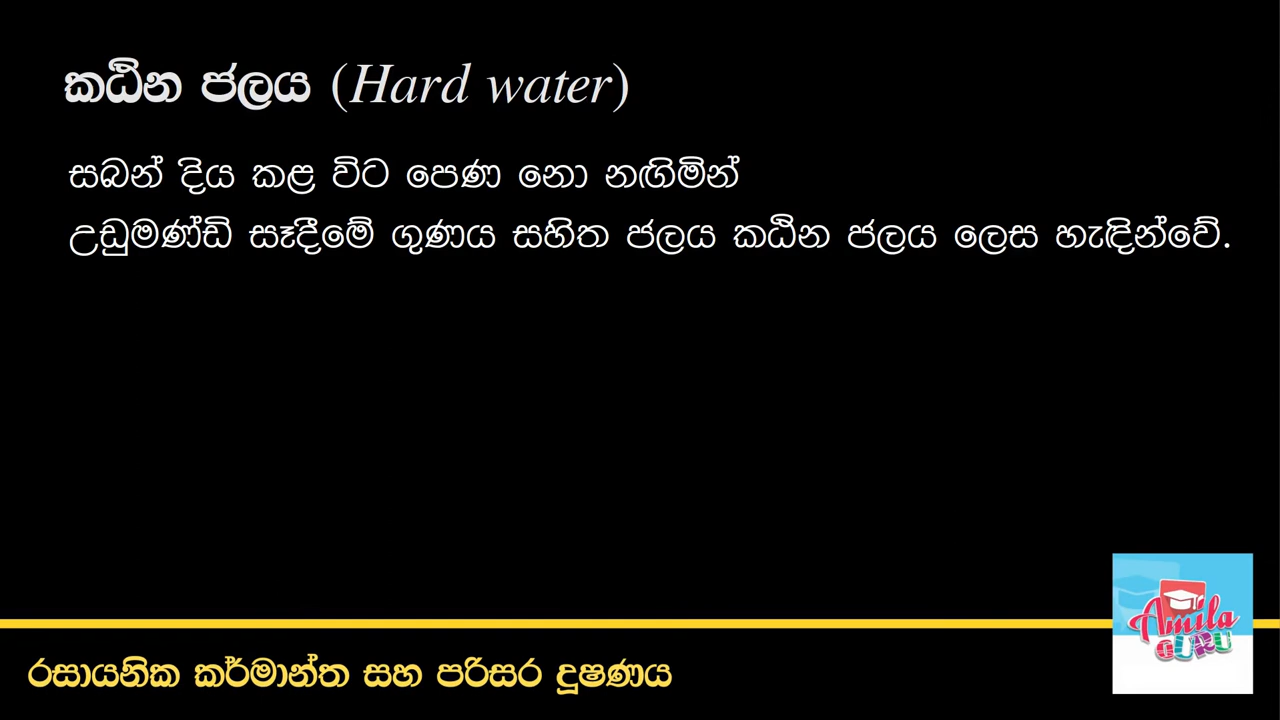 කඨින ජලය (Hard water)
සබන් දිය කළ විට පෙණ නො නඟිමින්
උඩුමණ්ඩි සෑදීමේ ගුණය සහිත ජලය කඨින ජලය ලෙස හැඳින්වේ.
Amila
GURU
රසායනික කර්මාන්ත සහ පරිසර දූෂණය